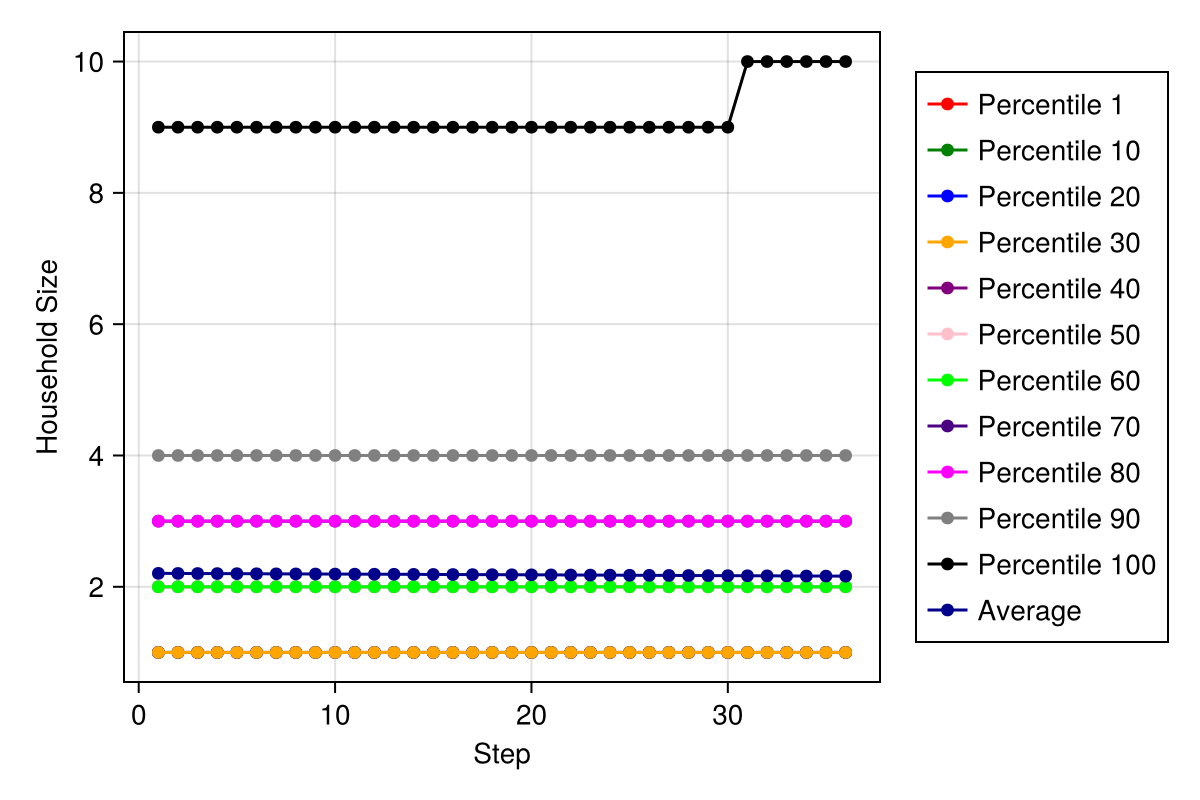 10
8
6
4
2
Household Size
0 10 20 30
Step
Percentile 1
Percentile 10
Percentile 20
Percentile 30
Percentile 40
Percentile 50
Percentile 60
Percentile 70
Percentile 80
Percentile 90
Percentile 100
Average